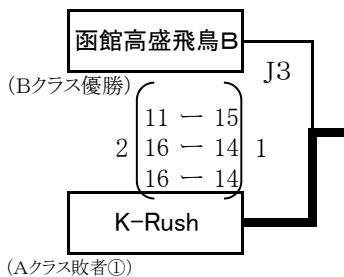 函館高盛飛鳥B
(Bクラス優勝)
J3
11 ー 15
2 16 ー 14 1
16 ー 14
K-Rush
(Aクラス敗者①)